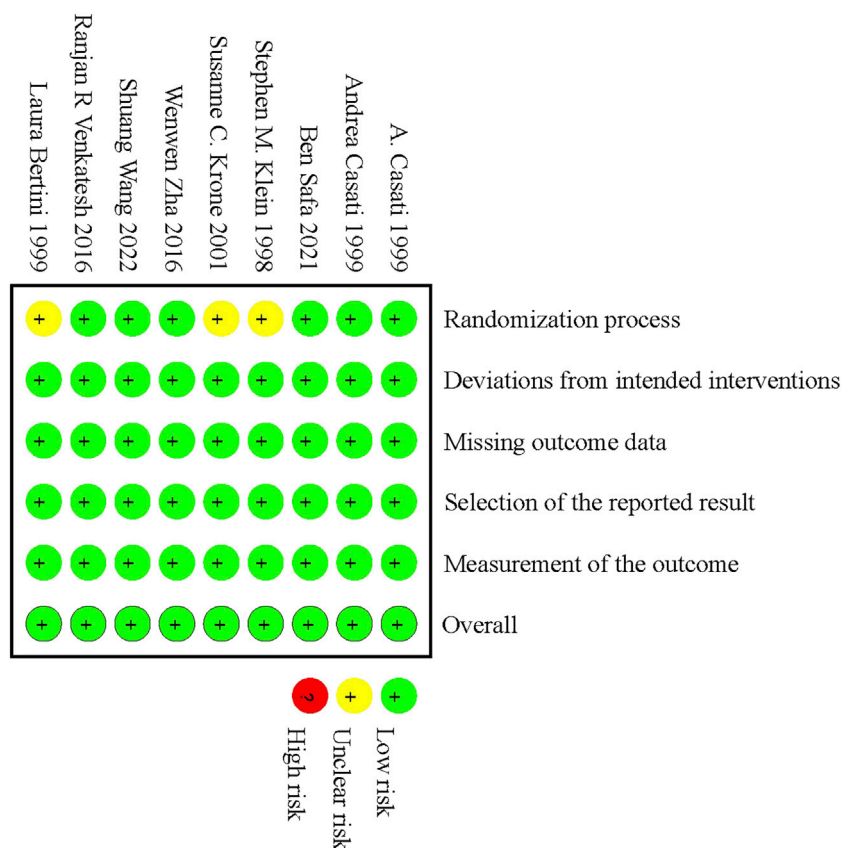 A. Casati 1999
Andrea Casati 1999
Ben Safa 2021
Stephen M. Klein 1998
Susanne C. Krone 2001
Wenwen Zha 2016
Shuang Wang 2022
Ranjan R Venkatesh 2016
Laura Bertini 1999
Randomization process
+ + + + + + + + +
Deviations from intended interventions
+ + + + + + + + +
Missing outcome data
+ + + + + + + + +
Selection of the reported result
+ + + + + + + + +
Measurement of the outcome
+ + + + + + + + +
Overall
+ + + + + + + + +
+ Low risk
+ Unclear risk
? High risk